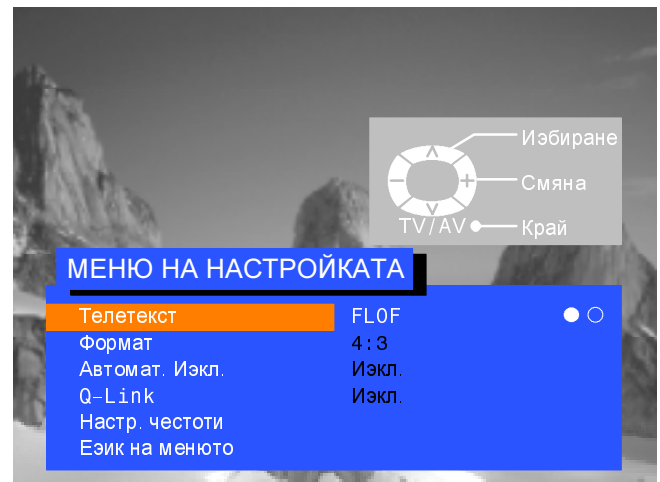 Иэбиране
Смяна
TV/AV Край
МЕНЮ НА НАСТРОЙКАТА
Телетекст FLOF
Формат 4:3
Автомат. Иэкл. Иэкл.
Q-Link Иэкл.
Настр. честоти
Еэик на менюто